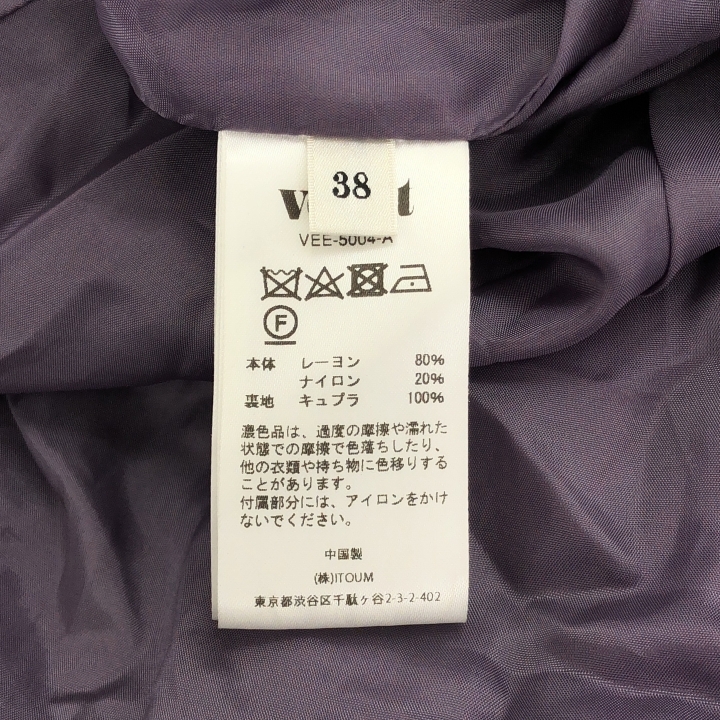 38
VEE-5004-A
F
本体 レーヨン 80%
ナイロン 20%
裏地 キュプラ 100%
濃色品は、過度の摩擦や濡れた
状態での摩擦で色落ちしたり、
他の衣類や持ち物に色移りする
ことがあります。
付属部分には、アイロンをかけ
ないでください。
中国製
(株)ITOUM
東京都渋谷区千駄ヶ谷2-3-2-402